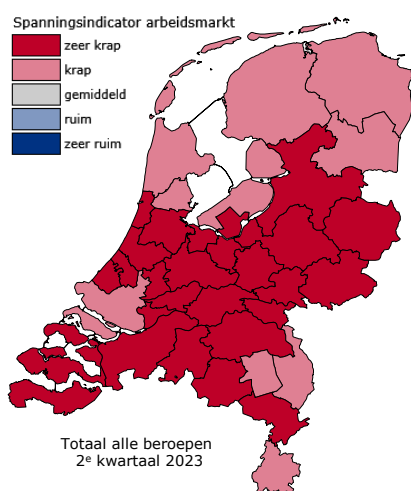 Spanningsindicator arbeidsmarkt
zeer krap
krap
gemiddeld
ruim
zeer ruim
Totaal alle beroepen
2ᵉ kwartaal 2023